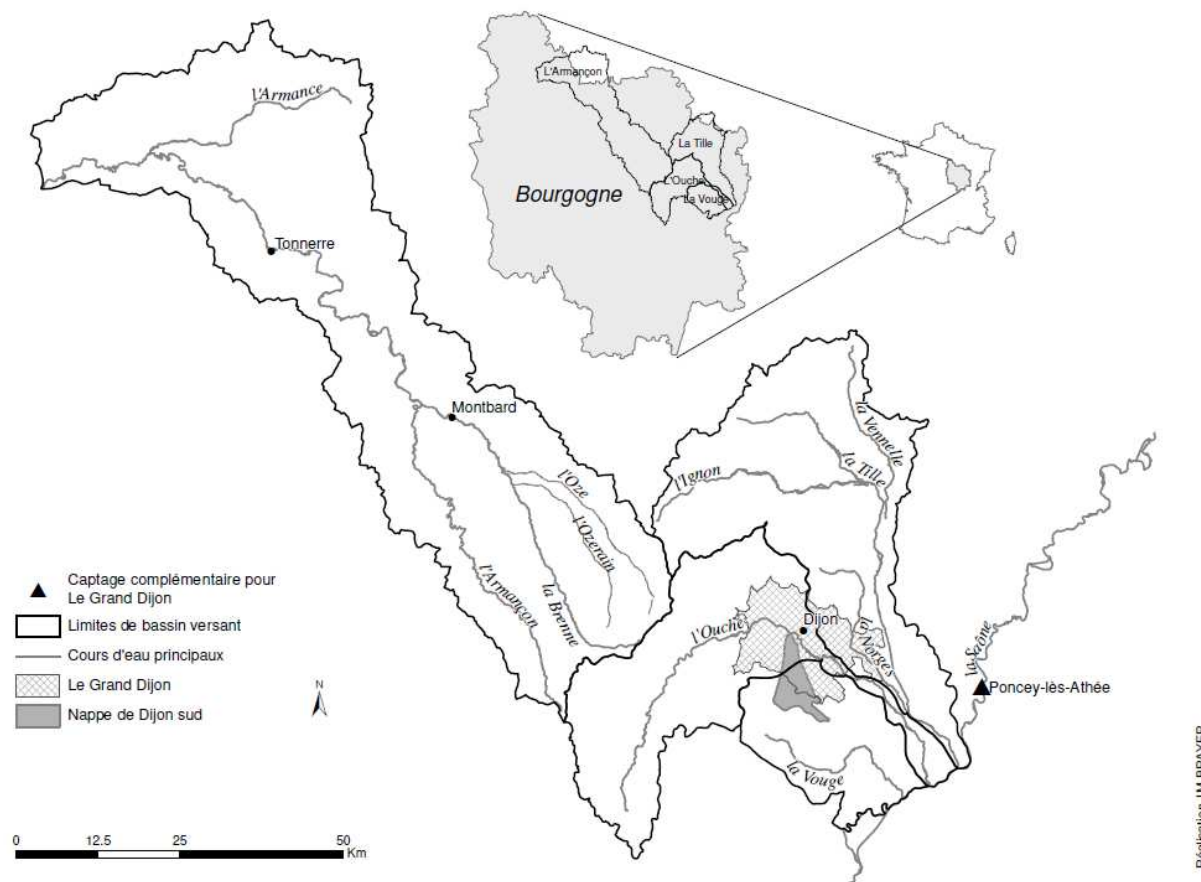 l'Armance
Tonnerre
Montbard
l'Oze
l'Ozerain
l'Armançon
la Brenne
L'Armançon
La Tille
L'Ouche
La Vouge
Bourgogne
la Vennelle
la Tille
l'Ignon
l'Ouche
Dijon
la Norges
la Vouge
la Saône
Poncey-lès-Athée
Captage complémentaire pour
Le Grand Dijon
Limites de bassin versant
Cours d'eau principaux
Le Grand Dijon
Nappe de Dijon sud
N
0 12.5 25 50
Km
Réalisation JM BRAYER